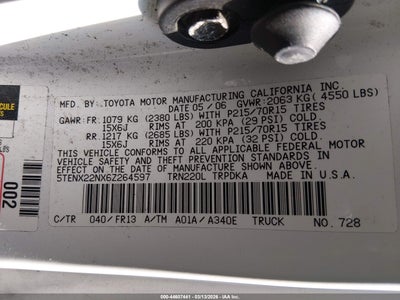 MFD. BY: TOYOTA MOTOR MANUFACTURING CALIFORNIA INC.
DATE 05/06 GVWR:2063 KG(4550 LBS)
GAWR: FR:1079 KG (2380 LBS) WITH P215/70R15 TIRES
15X6J RIMS AT 200 KPA (29 PSI) COLD.
RR:1217 KG (2685 LBS) WITH P215/70R15 TIRES
15X6J RIMS AT 220 KPA (32 PSI) COLD.
THIS VEHICLE CONFORMS TO ALL APPLICABLE FEDERAL MOTOR
VEHICLE SAFETY AND BUMPER STANDARDS IN
EFFECT ON THE DATE OF MANUFACTURE SHOWN ABOVE.
5TENX22NX6Z264597 TRN220L TRPDKA MADE IN U.S.A.
C/TR 040/FR13 A/TM A01A/A340E TRUCK NO. 728
002
© IAA - 44607441 - 03/13/2026 - IAAI.COM